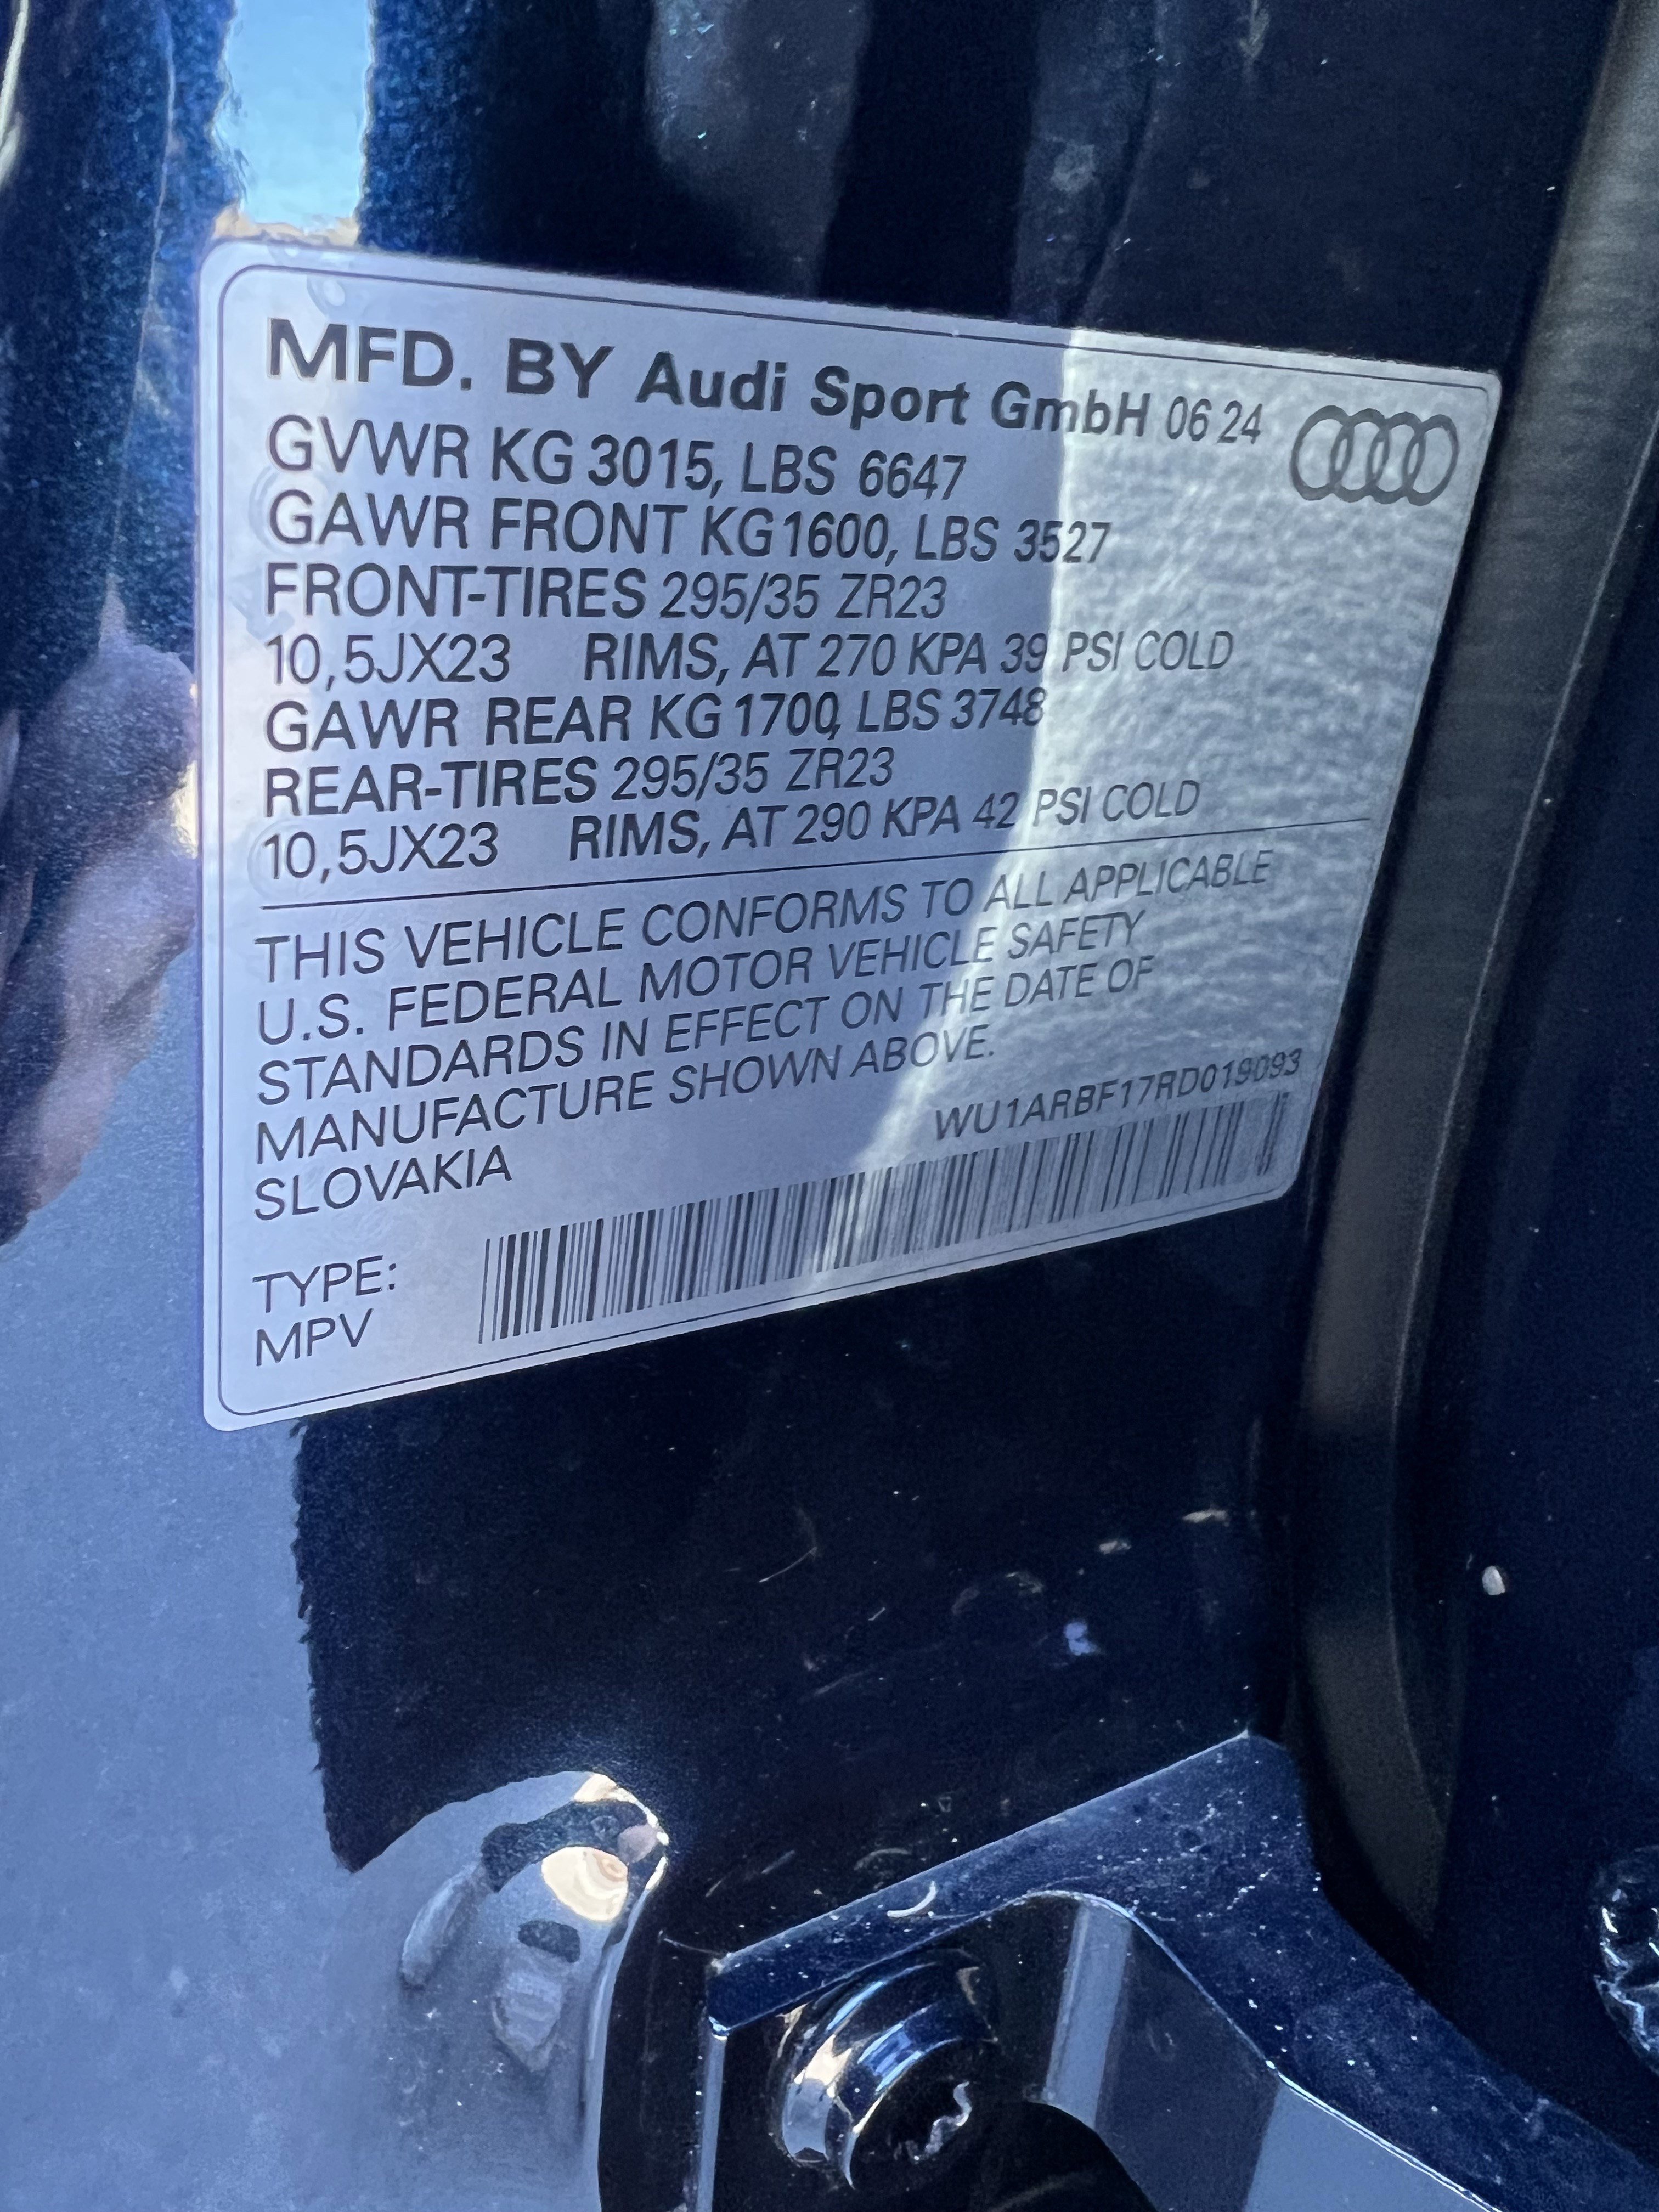 MFD. BY Audi Sport GmbH 06 24
GVWR KG 3015, LBS 6647
GAWR FRONT KG 1600, LBS 3527
FRONT-TIRES 295/35 ZR23
10,5JX23 RIMS, AT 270 KPA 39 PSI COLD
GAWR REAR KG 1700, LBS 3748
REAR-TIRES 295/35 ZR23
10,5JX23 RIMS, AT 290 KPA 42 PSI COLD
THIS VEHICLE CONFORMS TO ALL APPLICABLE
U.S. FEDERAL MOTOR VEHICLE SAFETY
STANDARDS IN EFFECT ON THE DATE OF
MANUFACTURE SHOWN ABOVE.
SLOVAKIA
WU1ARBF17RD019093
TYPE:
MPV